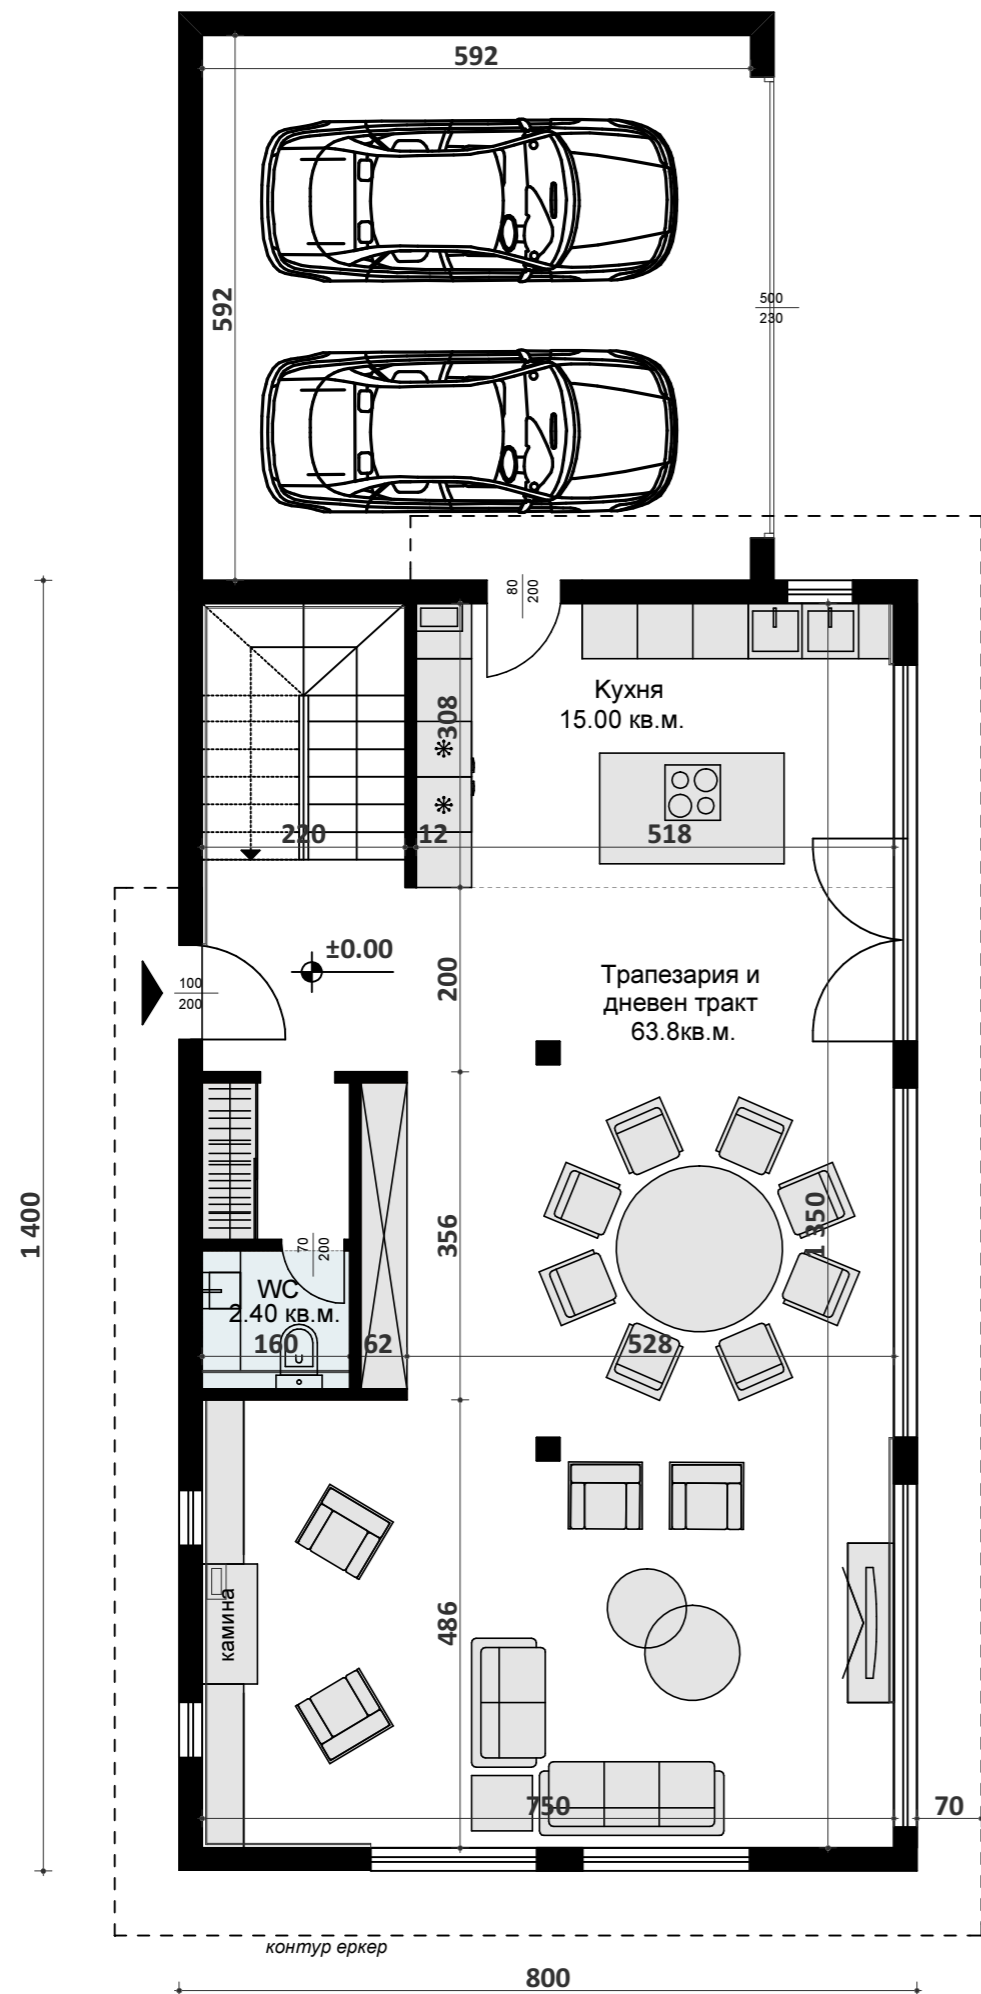 592
592
500
230
80
200
Кухня
15.00 кв.м.
308
220
12
518
±0.00
100
200
200
Трапезария и
дневен тракт
63.8кв.м.
1 400
356
1 350
70
200
WC
2.40 кв.м.
160
62
528
486
камина
750
70
контур еркер
800